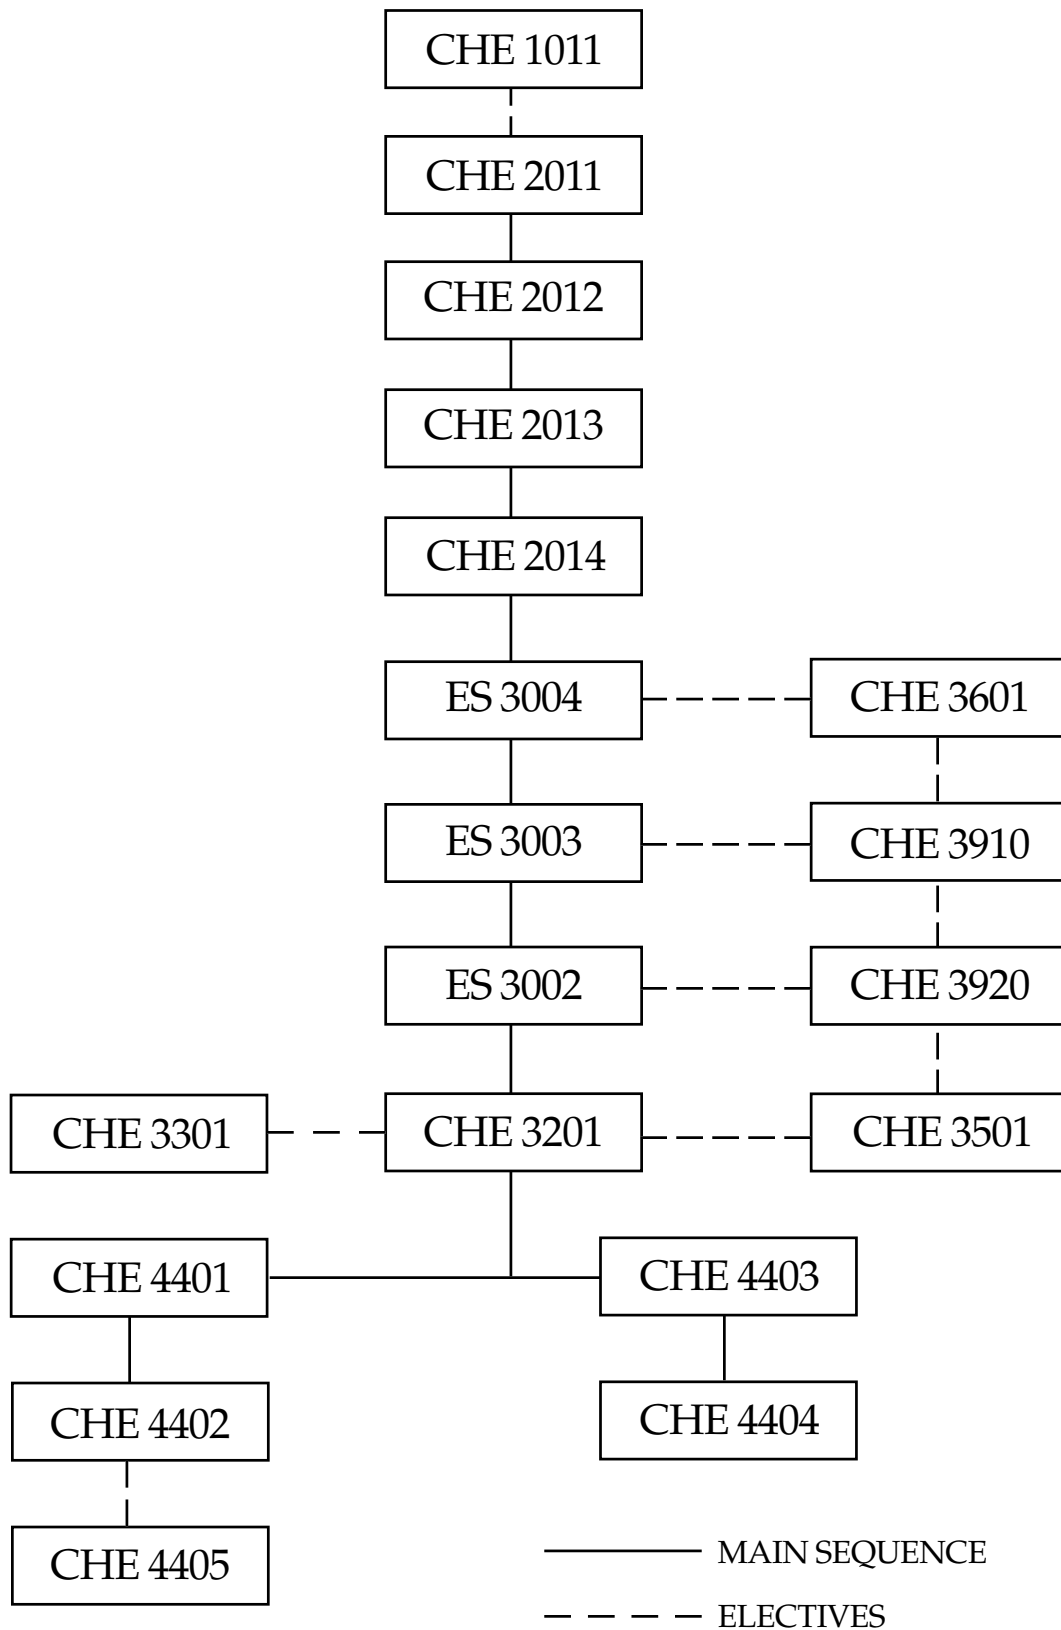 CHE 1011
CHE 2011
CHE 2012
CHE 2013
CHE 2014
ES 3004
CHE 3601
ES 3003
CHE 3910
ES 3002
CHE 3920
CHE 3301
CHE 3201
CHE 3501
CHE 4401
CHE 4403
CHE 4402
CHE 4404
CHE 4405
MAIN SEQUENCE
ELECTIVES